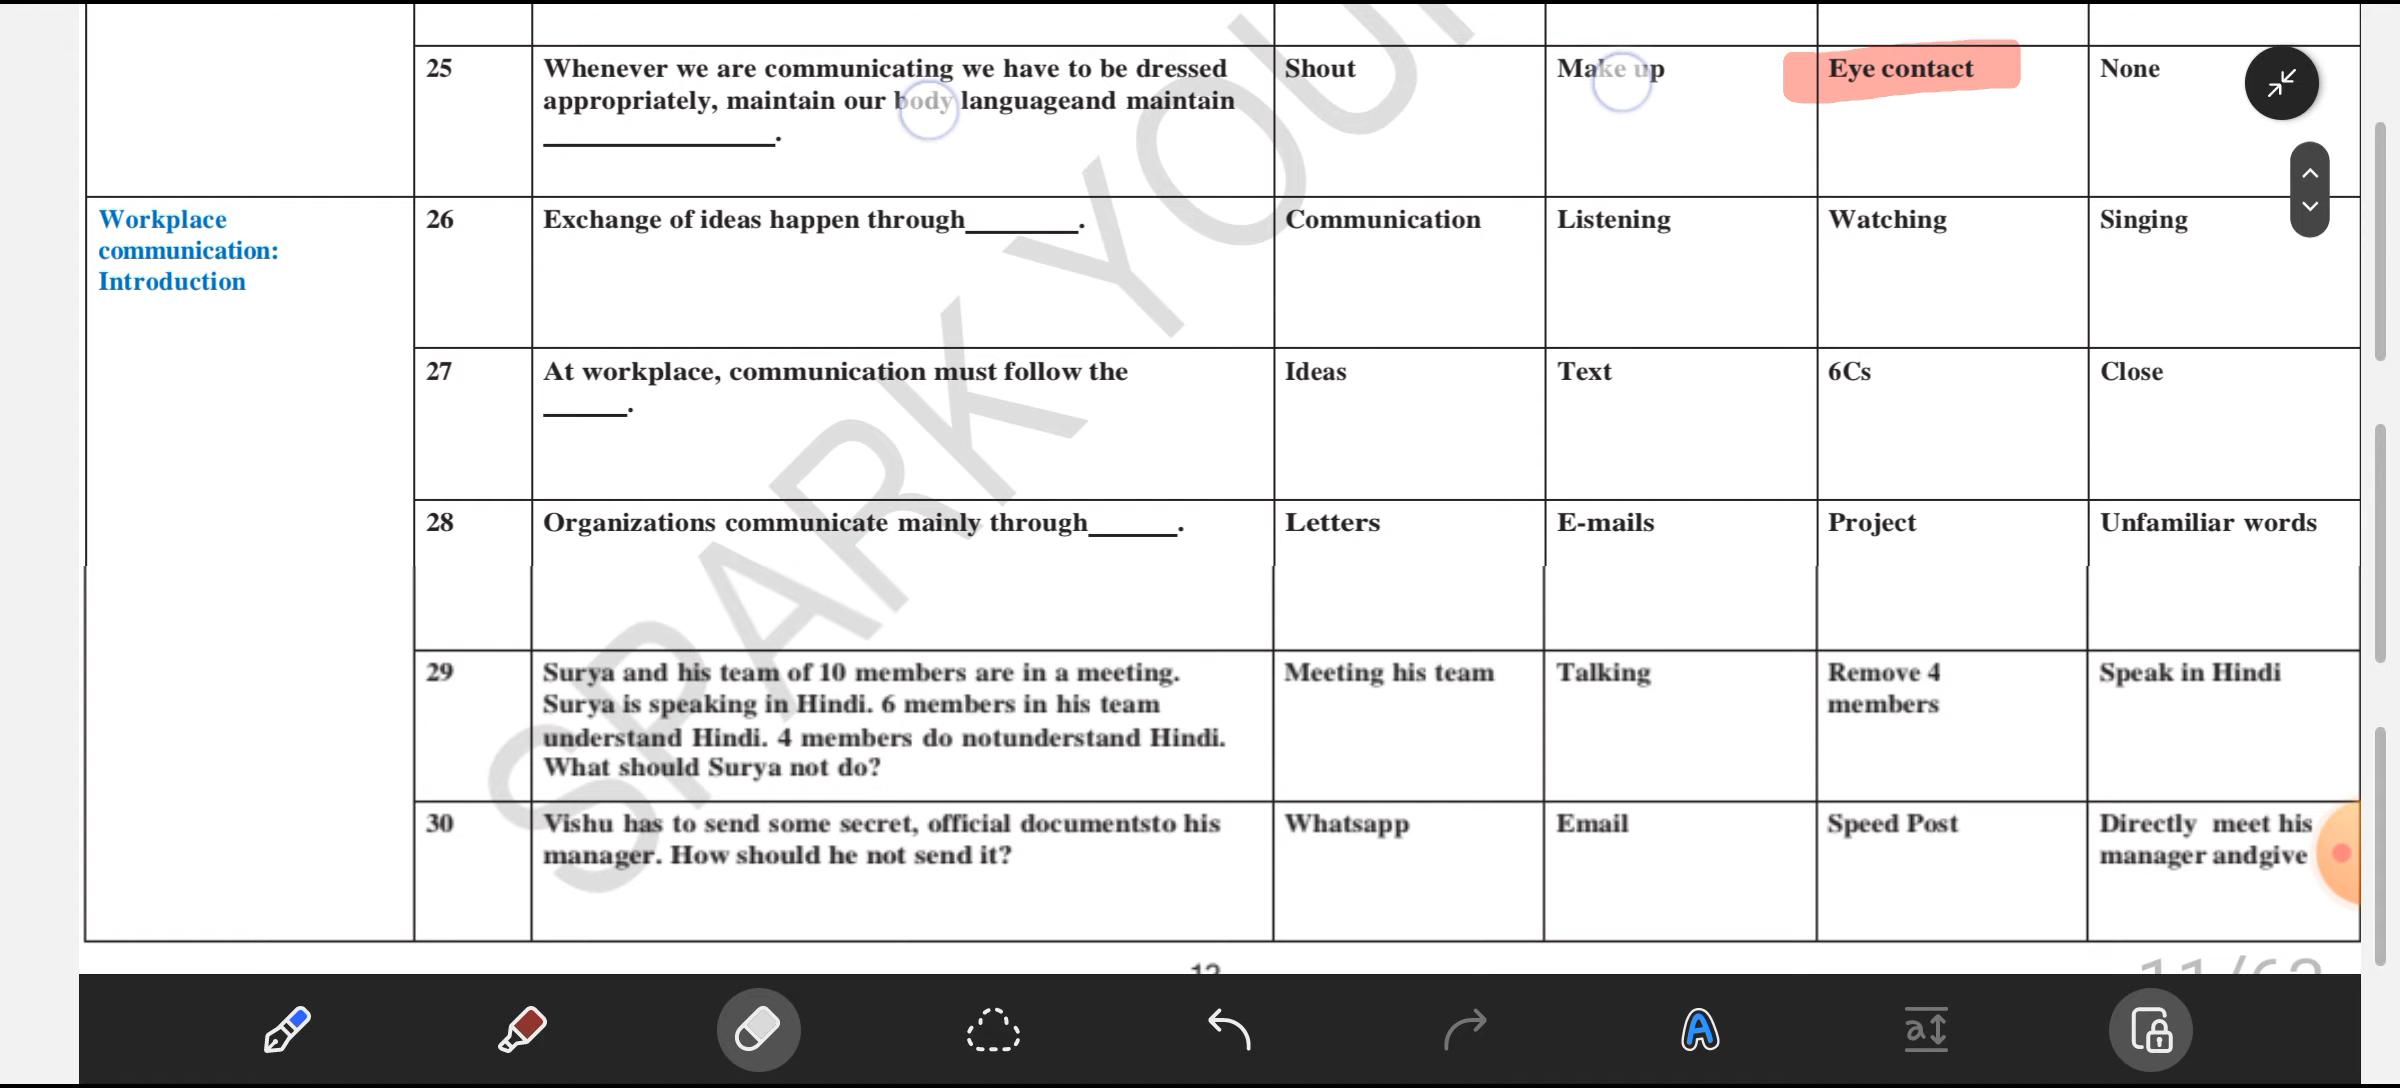 25 Whenever we are communicating we have to be dressed Shout Make up Eye contact None
appropriately, maintain our body languageand maintain
______________.
Workplace 26 Exchange of ideas happen through________. Communication Listening Watching Singing
communication:
Introduction
27 At workplace, communication must follow the Ideas Text 6Cs Close
______.
28 Organizations communicate mainly through______. Letters E-mails Project Unfamiliar words
29 Surya and his team of 10 members are in a meeting. Meeting his team Talking Remove 4 Speak in Hindi
Surya is speaking in Hindi. 6 members in his team members
understand Hindi. 4 members do notunderstand Hindi.
What should Surya not do?
30 Vishu has to send some secret, official documentsto his Whatsapp Email Speed Post Directly meet his
manager. How should he not send it? manager andgive
SPARK YOUR
A
a